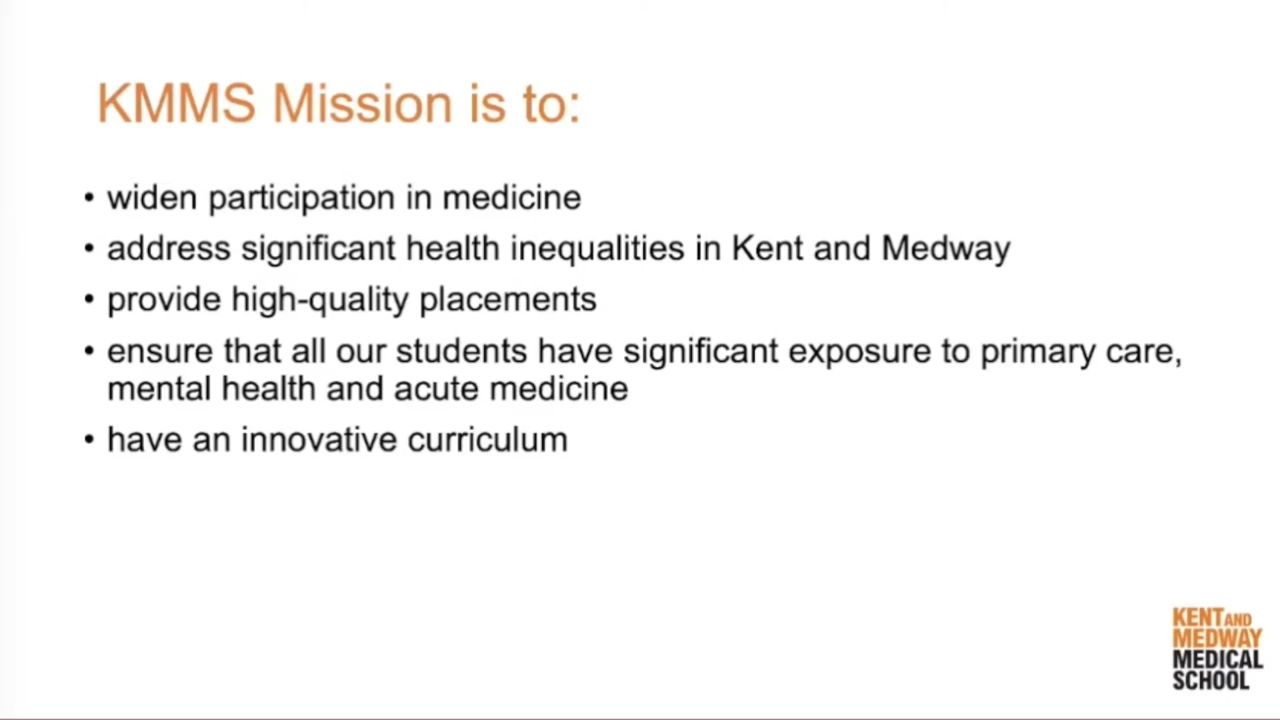 KMMS Mission is to:
• widen participation in medicine
• address significant health inequalities in Kent and Medway
• provide high-quality placements
• ensure that all our students have significant exposure to primary care,
mental health and acute medicine
• have an innovative curriculum
KENT AND
MEDWAY
MEDICAL
SCHOOL